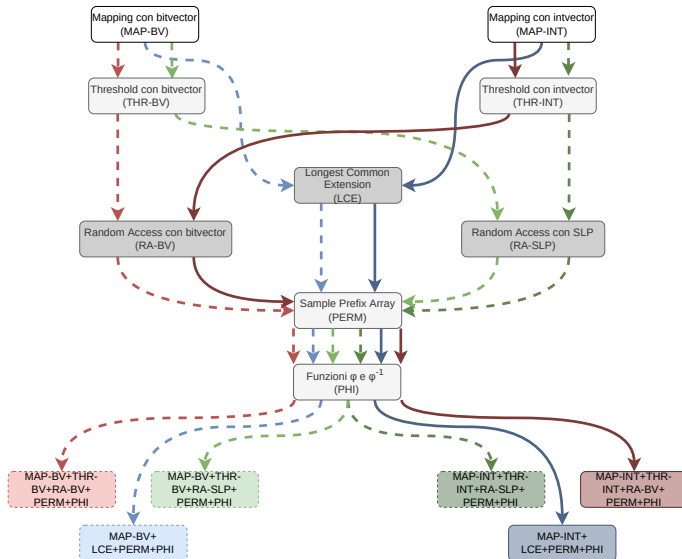 Mapping con bitvector
(MAP-BV)
Mapping con intvector
(MAP-INT)
Threshold con bitvector
(THR-BV)
Threshold con intvector
(THR-INT)
Longest Common
Extension
(LCE)
Random Access con bitvector
(RA-BV)
Random Access con SLP
(RA-SLP)
Sample Prefix Array
(PERM)
Funzioni φ e φ⁻¹
(PHI)
MAP-BV+THR-
BV+RA-BV+
PERM+PHI
MAP-BV+THR-
BV+RA-SLP+
PERM+PHI
MAP-INT+THR-
INT+RA-SLP+
PERM+PHI
MAP-INT+THR-
INT+RA-BV+
PERM+PHI
MAP-BV+
LCE+PERM+PHI
MAP-INT+
LCE+PERM+PHI